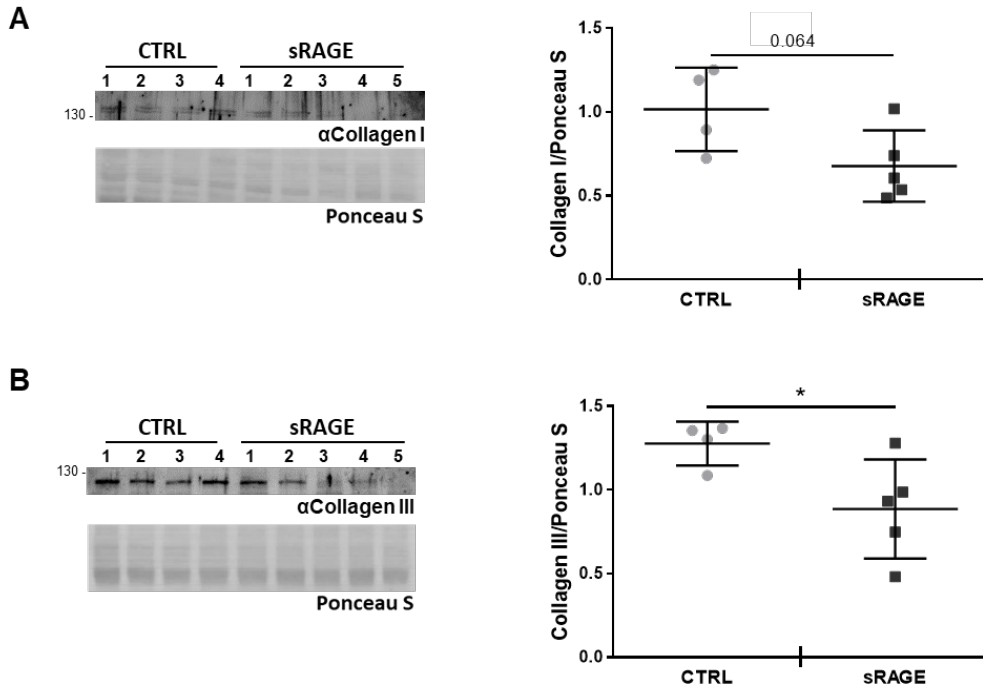 A
CTRL sRAGE
1 2 3 4 1 2 3 4 5
130 -
αCollagen I
Ponceau S
Collagen I/Ponceau S
1.5
1.0
0.5
0.0
0.064
CTRL sRAGE
B
CTRL sRAGE
1 2 3 4 1 2 3 4 5
130 -
αCollagen III
Ponceau S
Collagen III/Ponceau S
1.5
1.0
0.5
0.0
*
CTRL sRAGE